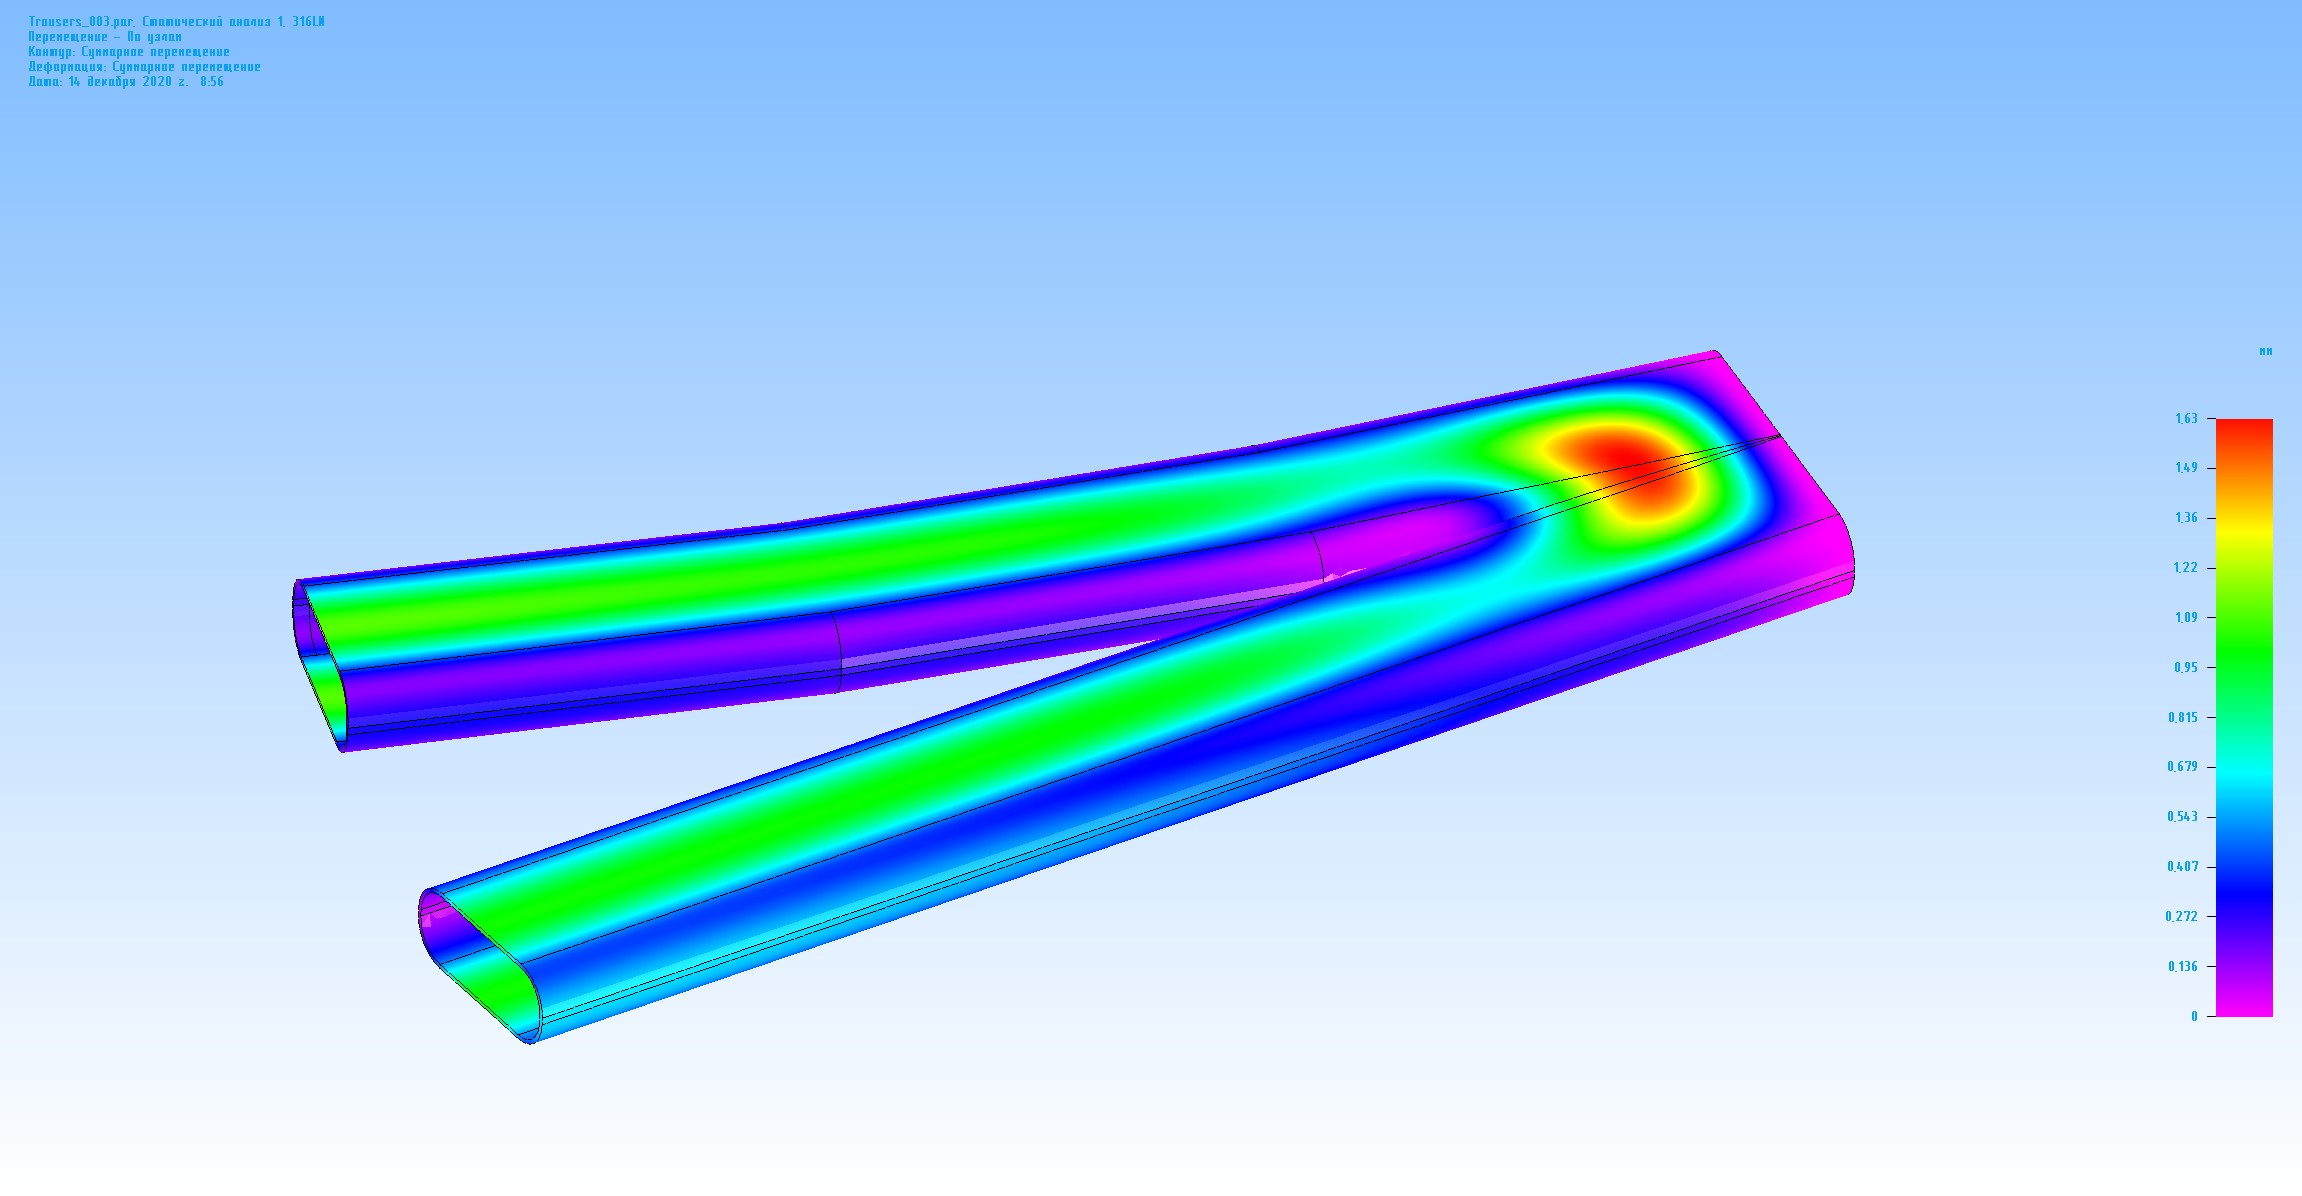 Trousers_003.par, Статический анализ 1, 316LN
Перемещение - По узлам
Контур: Суммарное перемещение
Деформация: Суммарное перемещение
Дата: 14 декабря 2020 г.  8:56
мм
1,63
1,49
1,36
1,22
1,09
0,95
0,815
0,679
0,543
0,407
0,272
0,136
0